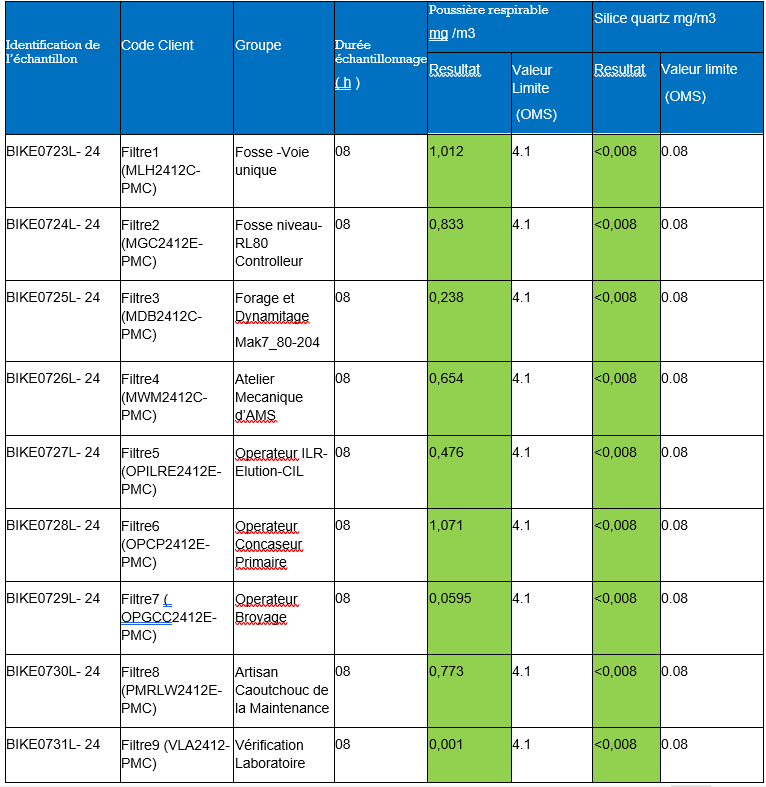 Identification de
l'échantillon
Code Client
Groupe
Durée
échantillonnage
( h )
Poussière respirable
mg /m3
Silice quartz mg/m3
Resultat
Valeur
Limite
(OMS)
Resultat
Valeur limite
(OMS)
BIKE0723L- 24
Filtre1
(MLH2412C-
PMC)
Fosse -Voie
unique
08
1,012
4.1
<0,008
0.08
BIKE0724L- 24
Filtre2
(MGC2412E-
PMC)
Fosse niveau-
RL80
Controlleur
08
0,833
4.1
<0,008
0.08
BIKE0725L- 24
Filtre3
(MDB2412C-
PMC)
Forage et
Dynamitage
Mak7_80-204
08
0,238
4.1
<0,008
0.08
BIKE0726L- 24
Filtre4
(MWM2412C-
PMC)
Atelier
Mecanique
d'AMS
08
0,654
4.1
<0,008
0.08
BIKE0727L- 24
Filtre5
(OPILRE2412E-
PMC)
Operateur ILR-
Elution-CIL
08
0,476
4.1
<0,008
0.08
BIKE0728L- 24
Filtre6
(OPCP2412E-
PMC)
Operateur
Concaseur
Primaire
08
1,071
4.1
<0,008
0.08
BIKE0729L- 24
Filtre7 (
OPGCC2412E-
PMC)
Operateur
Broyage
08
0,0595
4.1
<0,008
0.08
BIKE0730L- 24
Filtre8
(PMRLW2412E-
PMC)
Artisan
Caoutchouc de
la Maintenance
08
0,773
4.1
<0,008
0.08
BIKE0731L- 24
Filtre9 (VLA2412-
PMC)
Vérification
Laboratoire
08
0,001
4.1
<0,008
0.08